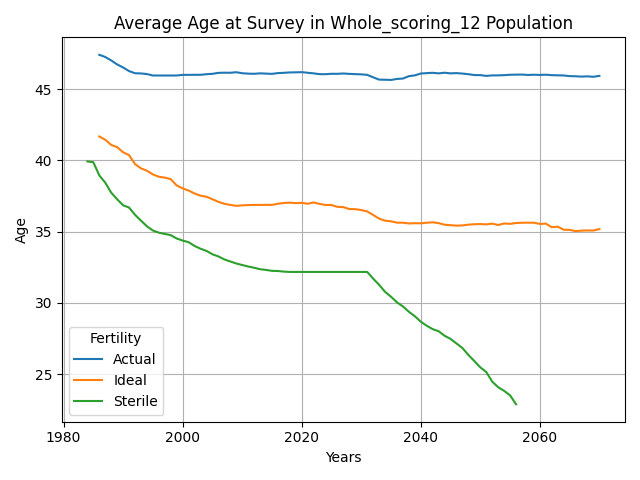 Average Age at Survey in Whole_scoring_12 Population
Age
45
40
35
30
25
Fertility
Actual
Ideal
Sterile
1980
2000
2020
2040
2060
Years